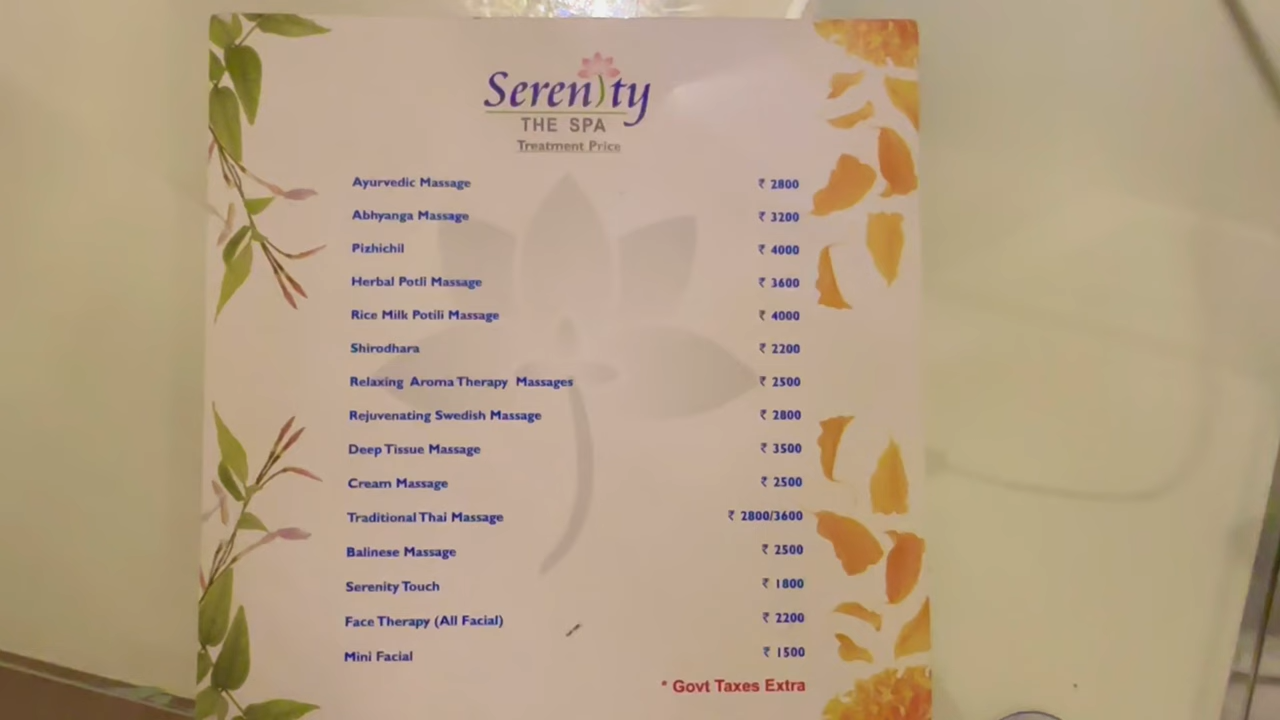 Serenity
THE SPA
Treatment Price
Ayurvedic Massage ₹ 2800
Abhyanga Massage ₹ 3200
Pizhichil ₹ 4000
Herbal Potli Massage ₹ 3600
Rice Milk Potili Massage ₹ 4000
Shirodhara ₹ 2200
Relaxing Aroma Therapy Massages ₹ 2500
Rejuvenating Swedish Massage ₹ 2800
Deep Tissue Massage ₹ 3500
Cream Massage ₹ 2500
Traditional Thai Massage ₹ 2800/3600
Balinese Massage ₹ 2500
Serenity Touch ₹ 1800
Face Therapy (All Facial) ₹ 2200
Mini Facial ₹ 1500
* Govt Taxes Extra